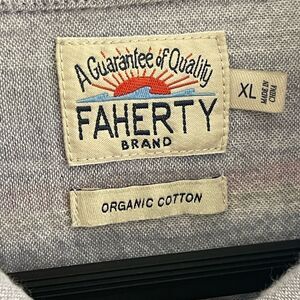 A Guarantee of Quality
FAHERTY
BRAND
XL
MADE IN
CHINA
ORGANIC COTTON